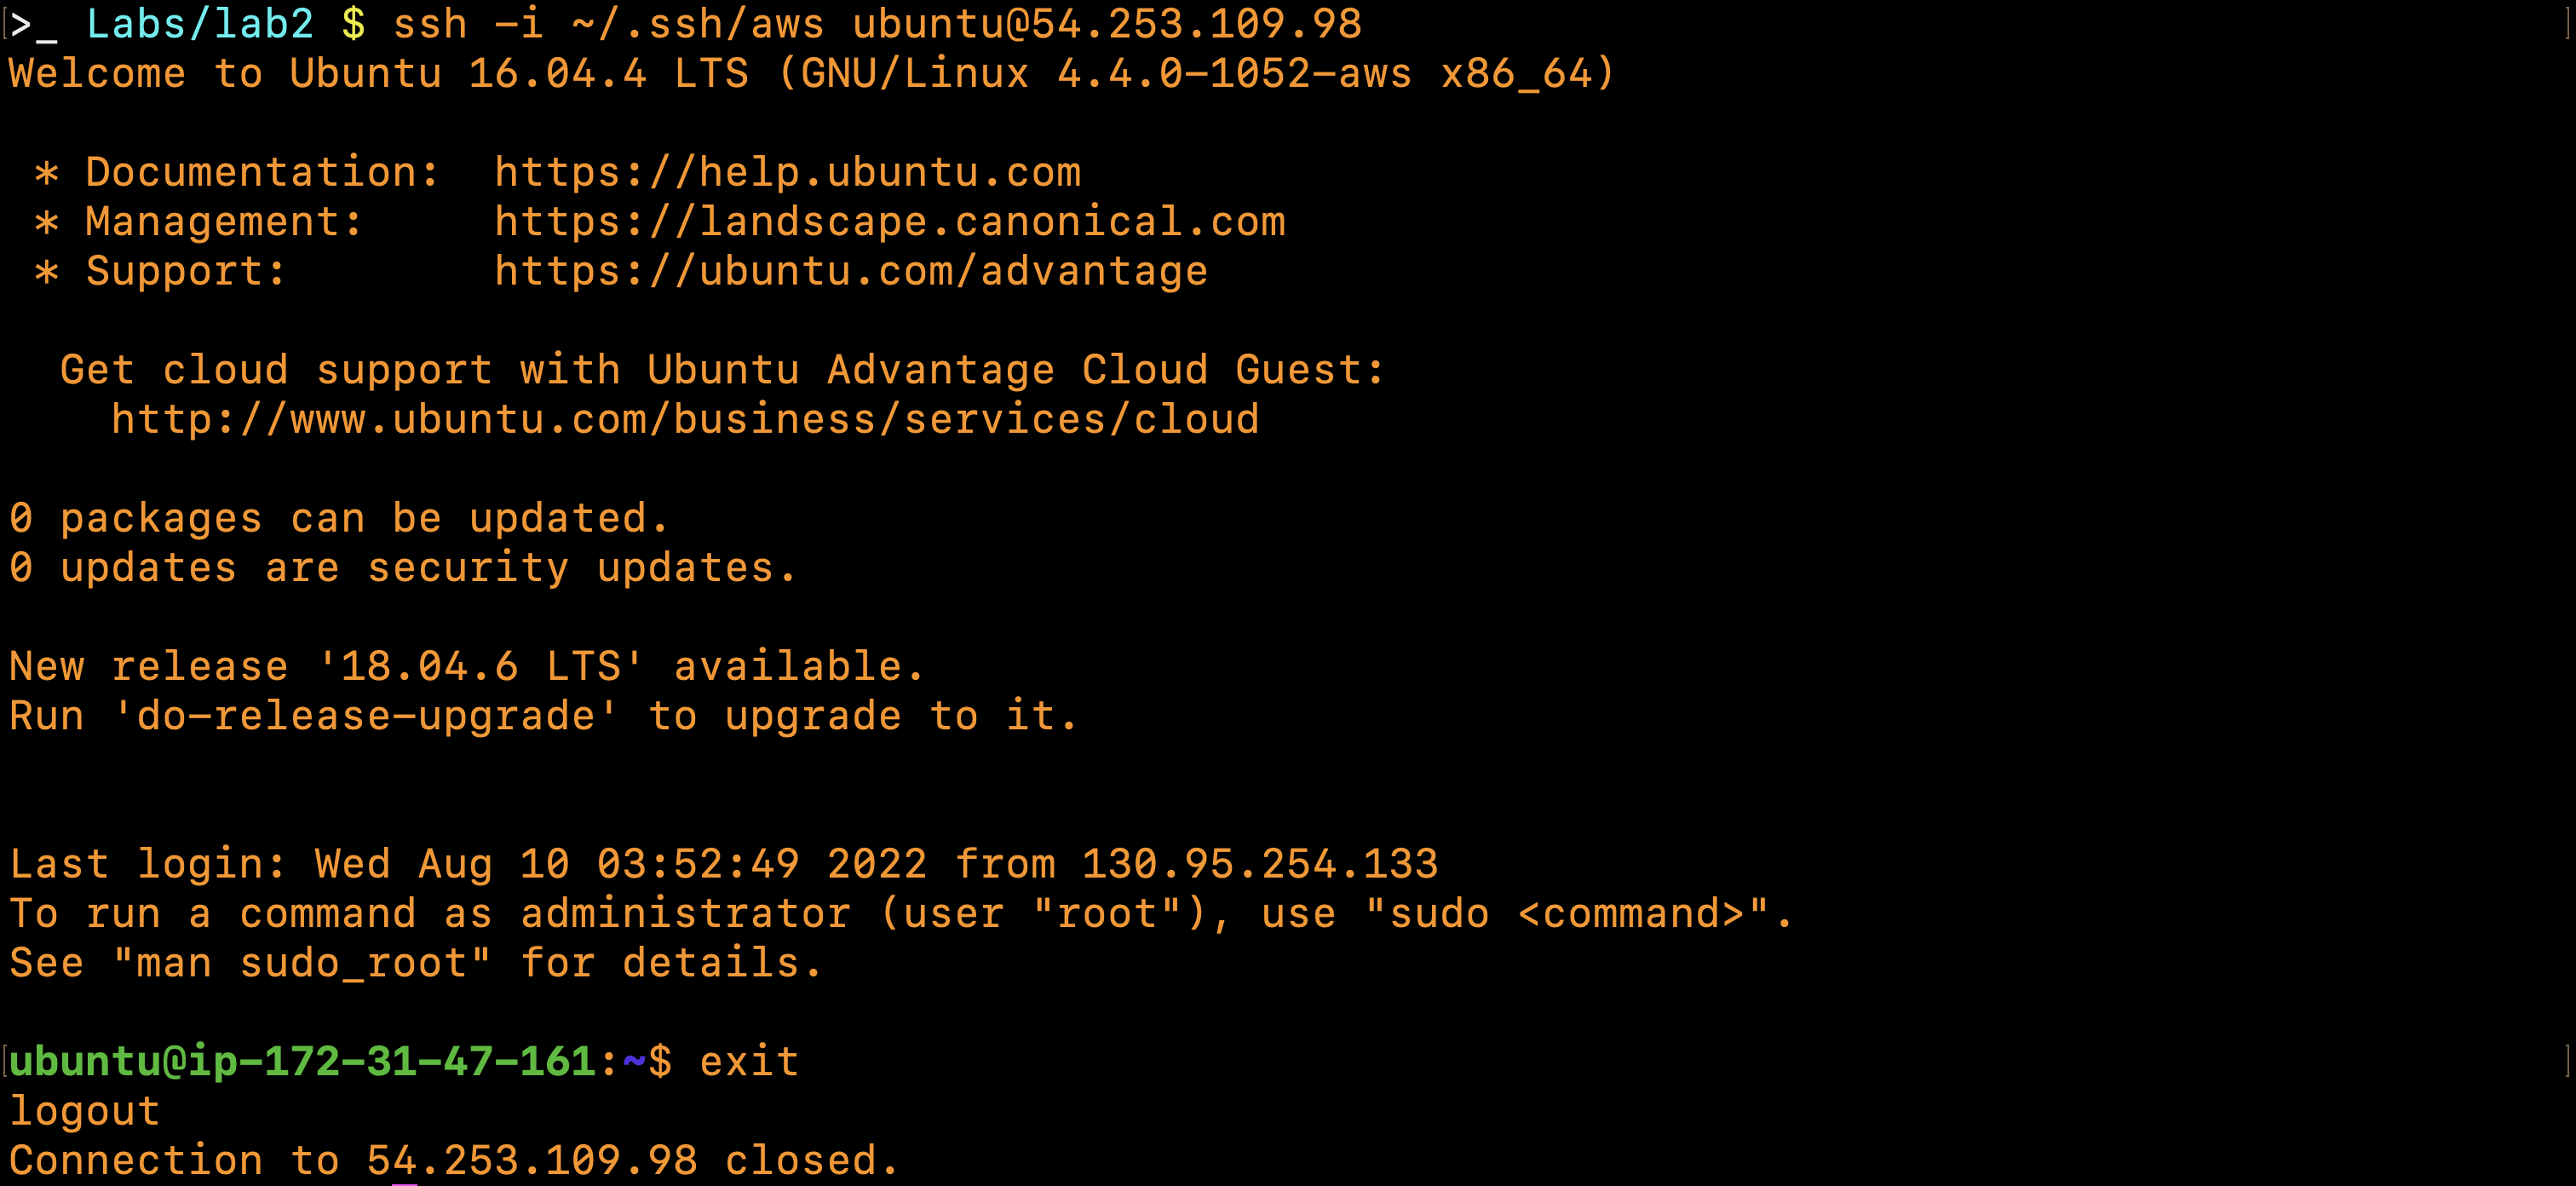 >_ Labs/lab2 $ ssh -i ~/.ssh/aws ubuntu@54.253.109.98
Welcome to Ubuntu 16.04.4 LTS (GNU/Linux 4.4.0-1052-aws x86_64)
* Documentation:  https://help.ubuntu.com
* Management:     https://landscape.canonical.com
* Support:        https://ubuntu.com/advantage
Get cloud support with Ubuntu Advantage Cloud Guest:
http://www.ubuntu.com/business/services/cloud
0 packages can be updated.
0 updates are security updates.
New release '18.04.6 LTS' available.
Run 'do-release-upgrade' to upgrade to it.
Last login: Wed Aug 10 03:52:49 2022 from 130.95.254.133
To run a command as administrator (user "root"), use "sudo <command>".
See "man sudo_root" for details.
ubuntu@ip-172-31-47-161:~$ exit
logout
Connection to 54.253.109.98 closed.